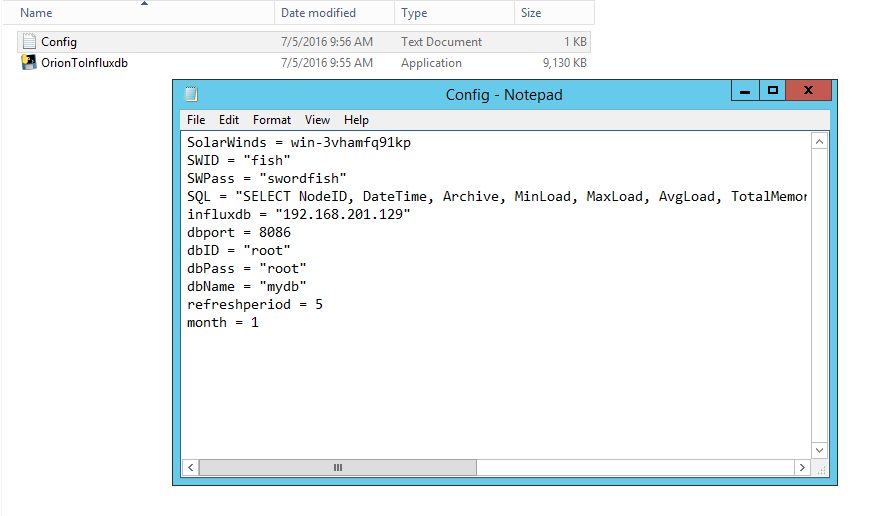 Name Date modified Type Size
Config 7/5/2016 9:56 AM Text Document 1 KB
OrionToInfluxdb 7/5/2016 9:55 AM Application 9,130 KB
Config - Notepad
File Edit Format View Help
SolarWinds = win-3vhamfq91kp
SWID = "fish"
SWPass = "swordfish"
SQL = "SELECT NodeID, DateTime, Archive, MinLoad, MaxLoad, AvgLoad, TotalMemor
influxdb = "192.168.201.129"
dbport = 8086
dbID = "root"
dbPass = "root"
dbName = "mydb"
refreshperiod = 5
month = 1